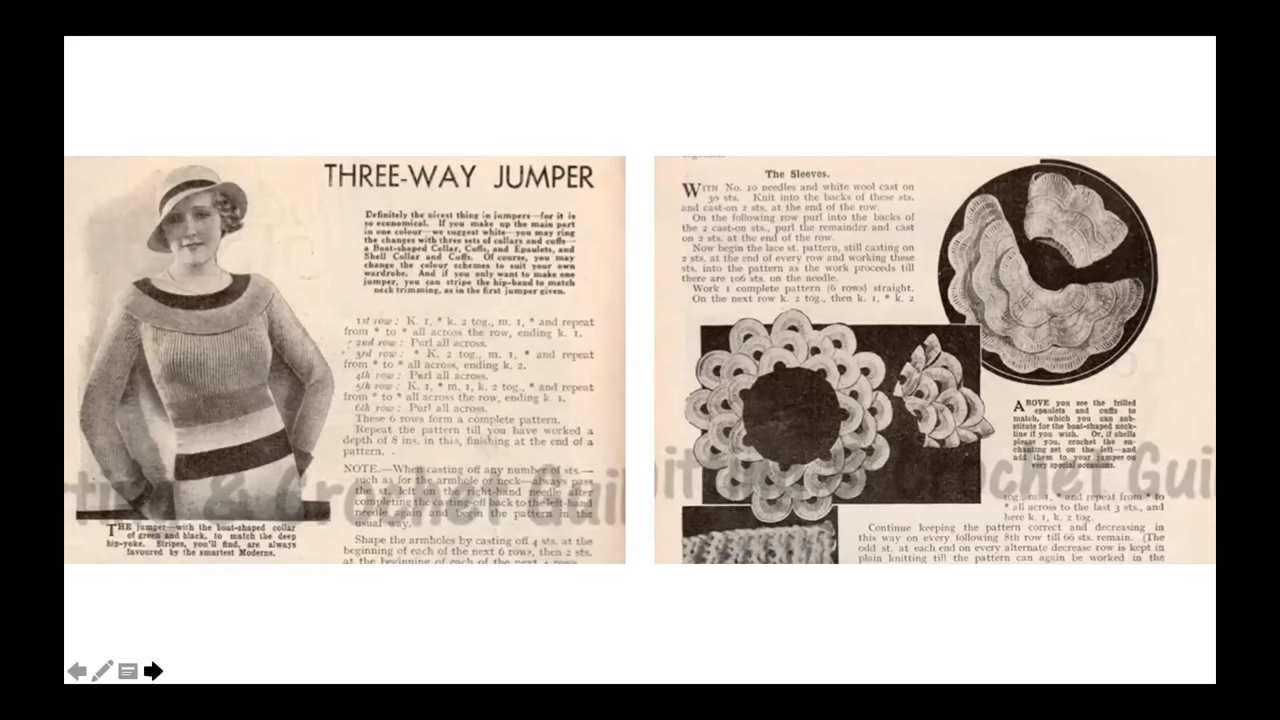 THREE-WAY JUMPER
Definitely the nicest thing in jumpers—for it is
so economical. If you make up the main part
in one colour—we suggest white—you may ring
the changes with three sets of collars and cuffs—
a Boat-shaped Collar, Cuffs, and Epaulets, and
Shell Collar and Cuffs. Of course, you may
change the colour schemes to suit your own
wardrobe. And if you only want to make one
jumper, you can stripe the hip-band to match
neck trimming, as in the first jumper given.
1st row: K. 1, * k. 2 tog., m. 1, * and repeat
from * to * all across the row, ending k. 1.
2nd row: Purl all across.
3rd row: * K. 2 tog., m. 1, * and repeat
from * to * all across, ending k. 2.
4th row: Purl all across.
5th row: K. 1, * m. 1, k. 2 tog., * and repeat
from * to * all across the row, ending k. 1.
6th row: Purl all across.
These 6 rows form a complete pattern.
Repeat the pattern till you have worked a
depth of 8 ins. in this, finishing at the end of a
pattern.
NOTE.—When casting off any number of sts.—
such as for the armhole or neck—always pass
the st. left on the right-hand needle after
completing the casting-off back to the left-hand
needle again and begin the pattern in the
usual way.
Shape the armholes by casting off 4 sts. at the
beginning of each of the next 6 rows, then 2 sts.
at the beginning of each of the next
THE jumper—with the boat-shaped collar
of green and black, to match the deep
hip-yoke. Stripes, you'll find, are always
favoured by the smartest Moderns.
& Crochet Guil
The Sleeves.
WITH No. 10 needles and white wool cast on
30 sts. Knit into the backs of these sts.
and cast-on 2 sts. at the end of the row.
On the following row purl into the backs of
the 2 cast-on sts., purl the remainder and cast
on 2 sts. at the end of the row.
Now begin the lace st. pattern, still casting on
2 sts. at the end of every row and working these
sts. into the pattern as the work proceeds till
there are 106 sts. on the needle.
Work 1 complete pattern (6 rows) straight.
On the next row k. 2 tog., then k. 1, * k. 2
ABOVE you see the frilled
epaulets and cuffs to
match, which you can sub-
stitute for the boat-shaped neck-
line if you wish. Or, if shells
please you, crochet the en-
chanting set on the left—and
add them to your jumper on
very special occasions.
tog., m. 1, * and repeat from * to
* all across to the last 3 sts., and
here k. 1, k. 2 tog.
Continue keeping the pattern correct and decreasing in
this way on every following 8th row till 66 sts. remain. (The
odd st. at each end on every alternate decrease row is kept in
plain knitting till the pattern can again be worked in the